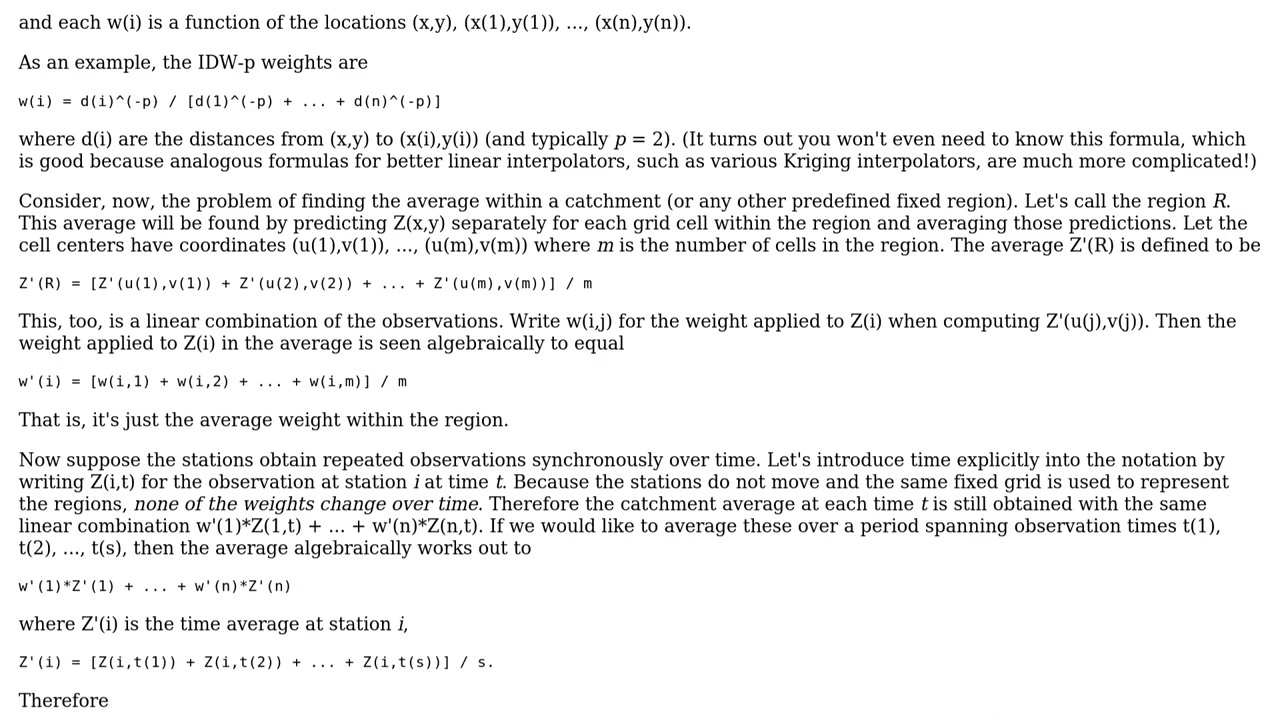 and each w(i) is a function of the locations (x,y), (x(1),y(1)), ..., (x(n),y(n)).
As an example, the IDW-p weights are
w(i) = d(i)^(-p) / [d(1)^(-p) + ... + d(n)^(-p)]
where d(i) are the distances from (x,y) to (x(i),y(i)) (and typically p = 2). (It turns out you won't even need to know this formula, which
is good because analogous formulas for better linear interpolators, such as various Kriging interpolators, are much more complicated!)
Consider, now, the problem of finding the average within a catchment (or any other predefined fixed region). Let's call the region R.
This average will be found by predicting Z(x,y) separately for each grid cell within the region and averaging those predictions. Let the
cell centers have coordinates (u(1),v(1)), ..., (u(m),v(m)) where m is the number of cells in the region. The average Z'(R) is defined to be
Z'(R) = [Z'(u(1),v(1)) + Z'(u(2),v(2)) + ... + Z'(u(m),v(m))] / m
This, too, is a linear combination of the observations. Write w(i,j) for the weight applied to Z(i) when computing Z'(u(j),v(j)). Then the
weight applied to Z(i) in the average is seen algebraically to equal
w'(i) = [w(i,1) + w(i,2) + ... + w(i,m)] / m
That is, it's just the average weight within the region.
Now suppose the stations obtain repeated observations synchronously over time. Let's introduce time explicitly into the notation by
writing Z(i,t) for the observation at station i at time t. Because the stations do not move and the same fixed grid is used to represent
the regions, none of the weights change over time. Therefore the catchment average at each time t is still obtained with the same
linear combination w'(1)*Z(1,t) + ... + w'(n)*Z(n,t). If we would like to average these over a period spanning observation times t(1),
t(2), ..., t(s), then the average algebraically works out to
w'(1)*Z'(1) + ... + w'(n)*Z'(n)
where Z'(i) is the time average at station i,
Z'(i) = [Z(i,t(1)) + Z(i,t(2)) + ... + Z(i,t(s))] / s.
Therefore